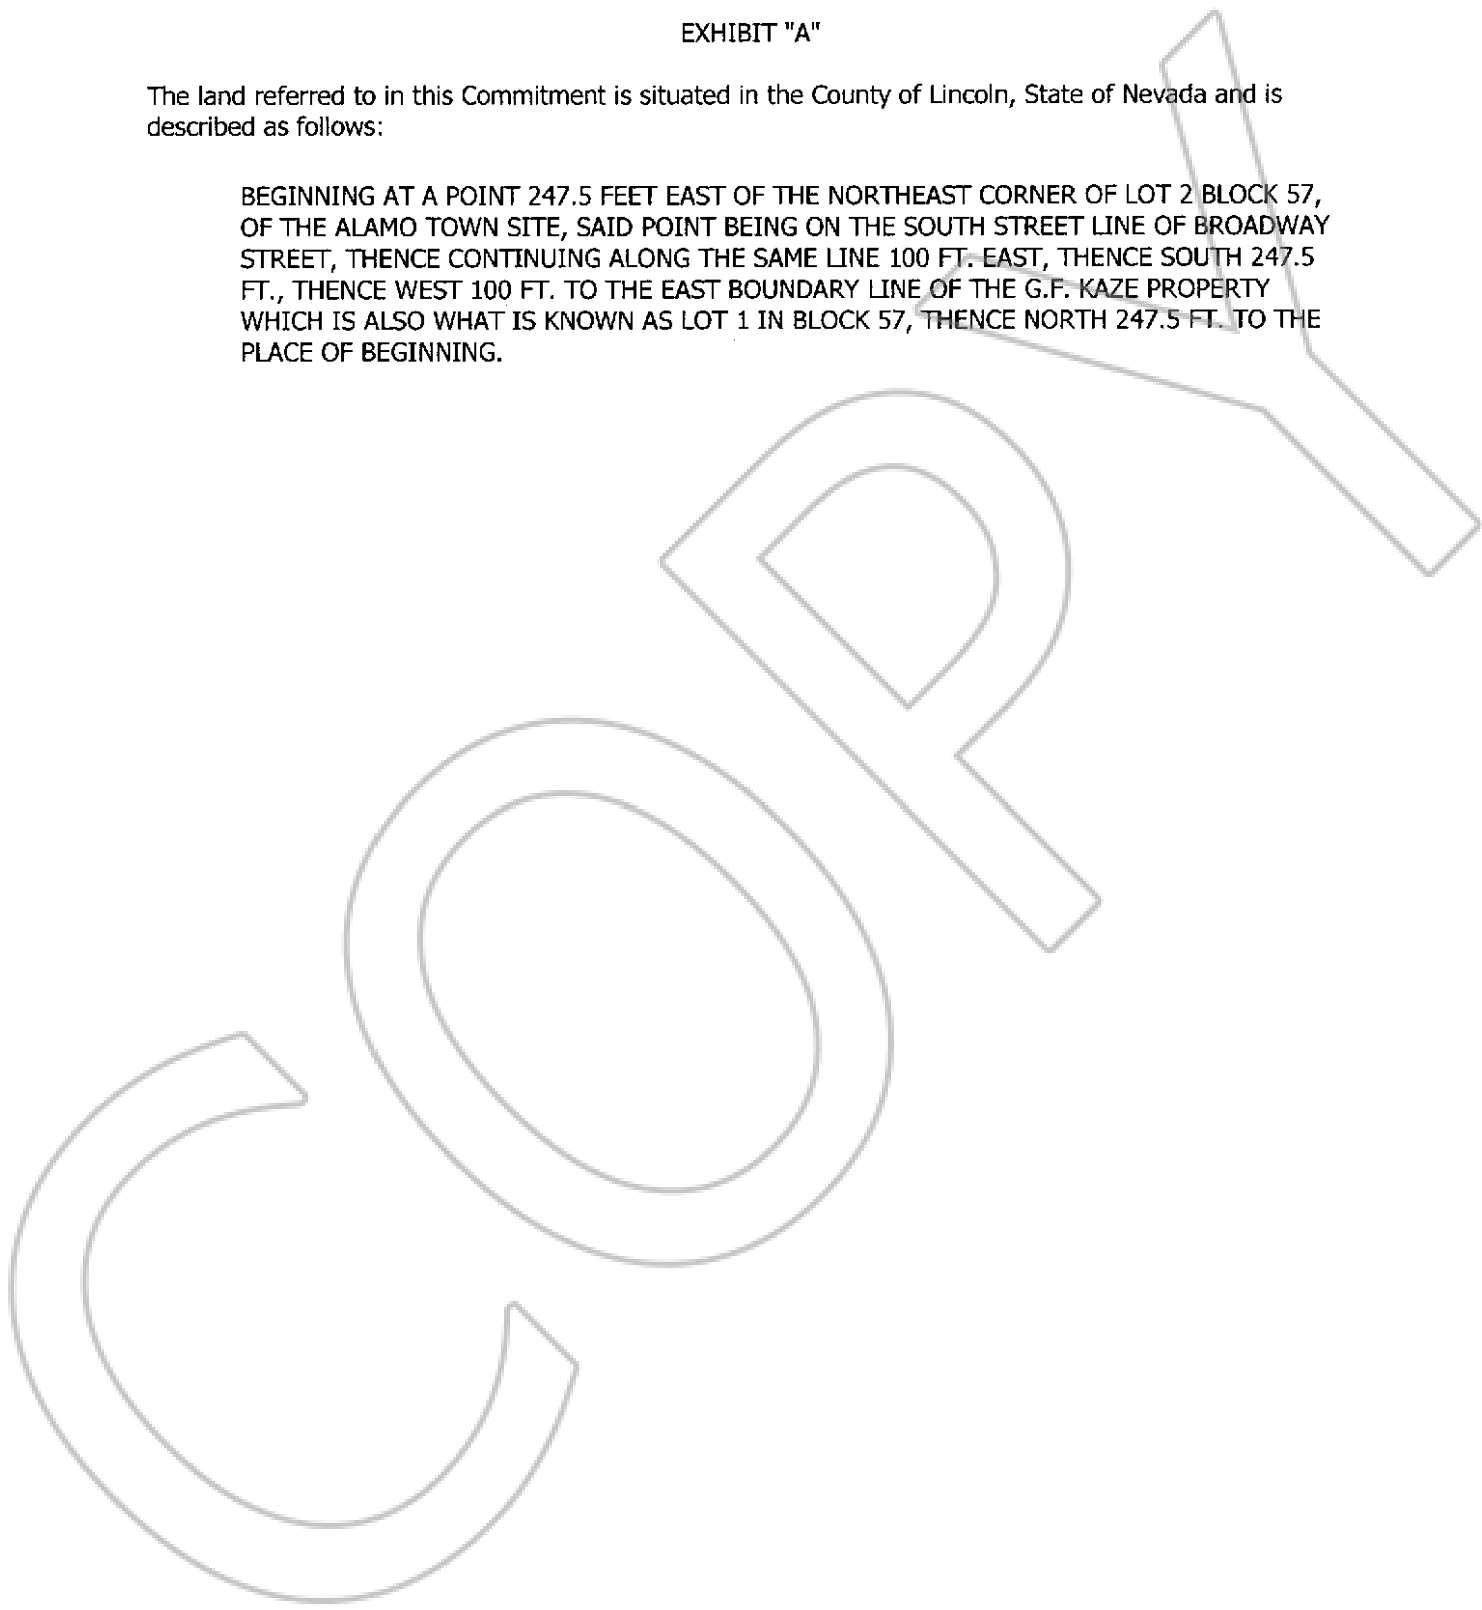 EXHIBIT "A"
The land referred to in this Commitment is situated in the County of Lincoln, State of Nevada and is
described as follows:
BEGINNING AT A POINT 247.5 FEET EAST OF THE NORTHEAST CORNER OF LOT 2 BLOCK 57,
OF THE ALAMO TOWN SITE, SAID POINT BEING ON THE SOUTH STREET LINE OF BROADWAY
STREET, THENCE CONTINUING ALONG THE SAME LINE 100 FT. EAST, THENCE SOUTH 247.5
FT., THENCE WEST 100 FT. TO THE EAST BOUNDARY LINE OF THE G.F. KAZE PROPERTY
WHICH IS ALSO WHAT IS KNOWN AS LOT 1 IN BLOCK 57, THENCE NORTH 247.5 FT. TO THE
PLACE OF BEGINNING.
COPY